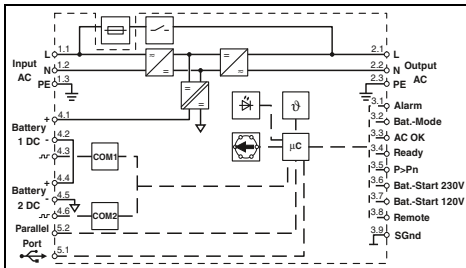 1.1
L
Input
1.2
N
AC
1.3
PE
4.1
+
Battery
4.2
1 DC -
4.3
4.4
+
Battery
4.5
2 DC -
4.6
Parallel
5.2
Port
5.1
COM1
COM2
ϑ
µC
2.1
L
Output
2.2
N
AC
2.3
PE
3.1
Alarm
3.2
Bat.-Mode
3.3
AC OK
3.4
Ready
3.5
P>Pn
3.6
Bat.-Start 230V
3.7
Bat.-Start 120V
3.8
Remote
3.9
SGnd